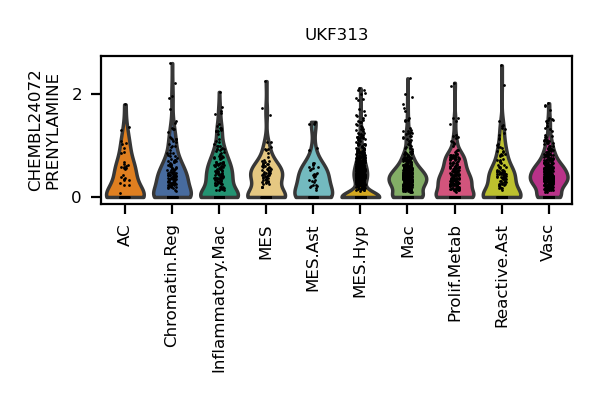 UKF313
CHEMBL24072
PRENYLAMINE
2
0
AC
Chromatin.Reg
Inflammatory.Mac
MES
MES.Ast
MES.Hyp
Mac
Prolif.Metab
Reactive.Ast
Vasc